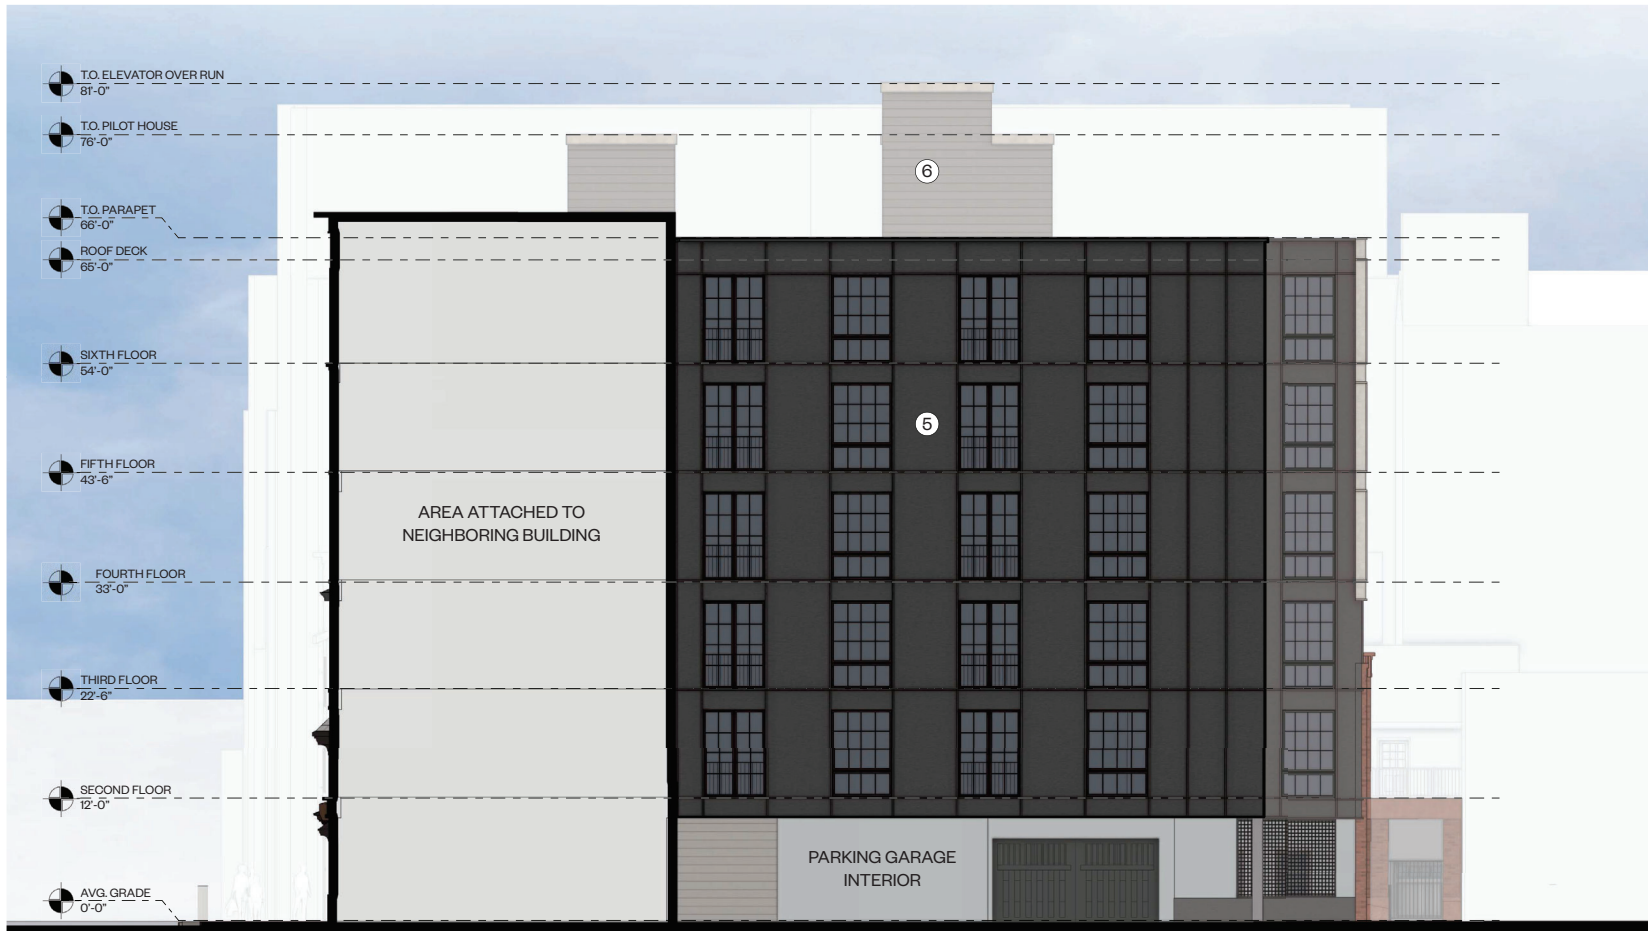 T.O. ELEVATOR OVER RUN
81'-0"
T.O. PILOT HOUSE
76'-0"
6
T.O. PARAPET
66'-0"
ROOF DECK
65'-0"
SIXTH FLOOR
54'-0"
5
FIFTH FLOOR
43'-6"
AREA ATTACHED TO
NEIGHBORING BUILDING
FOURTH FLOOR
33'-0"
THIRD FLOOR
22'-6"
SECOND FLOOR
12'-0"
PARKING GARAGE
INTERIOR
AVG. GRADE
0'-0"